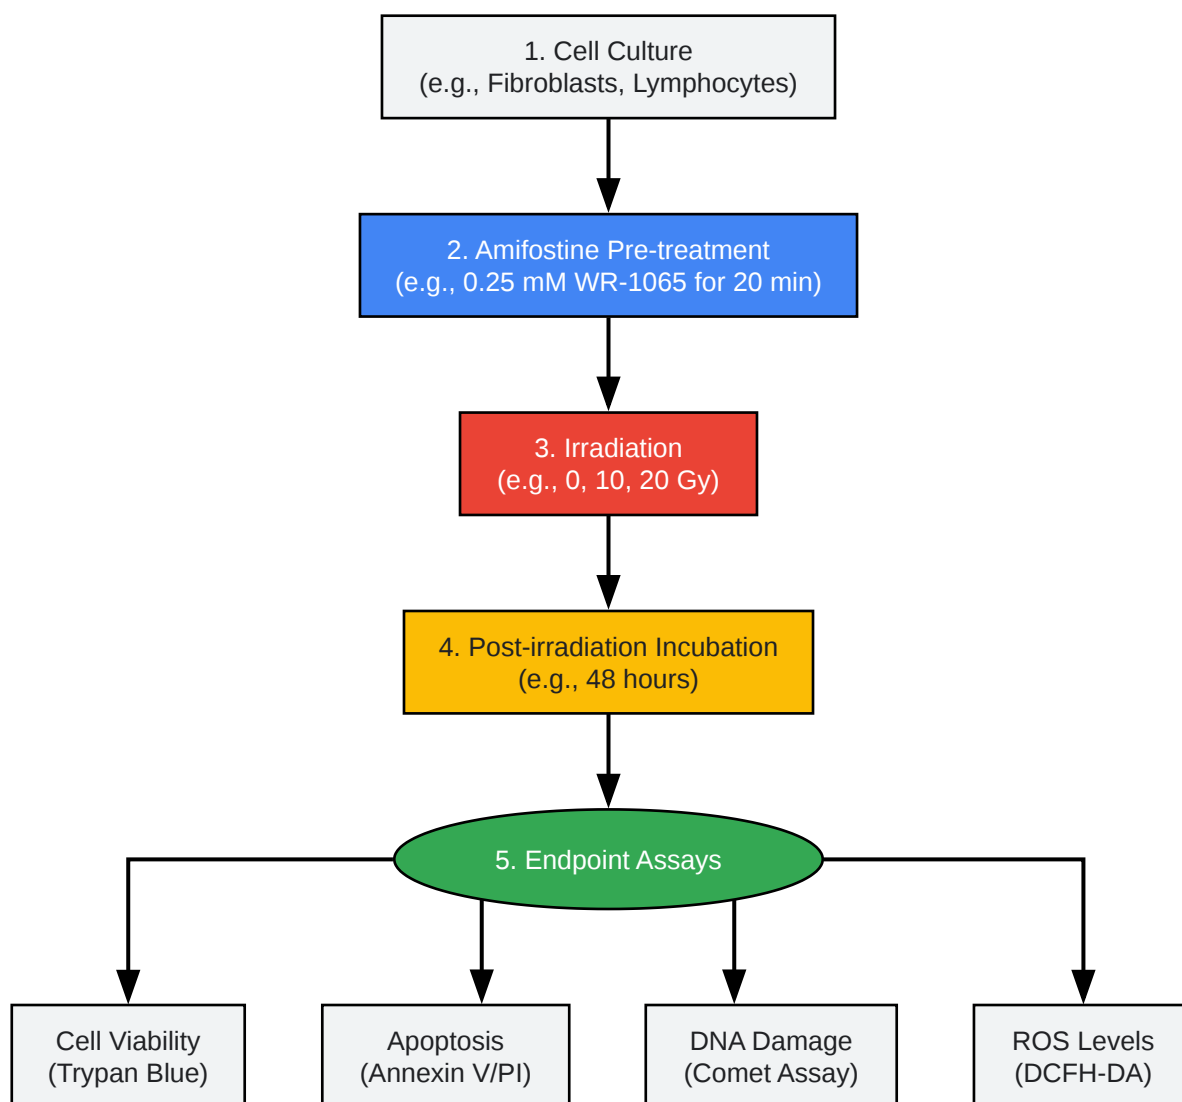 1. Cell Culture
(e.g., Fibroblasts, Lymphocytes)
2. Amifostine Pre-treatment
(e.g., 0.25 mM WR-1065 for 20 min)
3. Irradiation
(e.g., 0, 10, 20 Gy)
4. Post-irradiation Incubation
(e.g., 48 hours)
5. Endpoint Assays
Cell Viability
(Trypan Blue)
Apoptosis
(Annexin V/PI)
DNA Damage
(Comet Assay)
ROS Levels
(DCFH-DA)